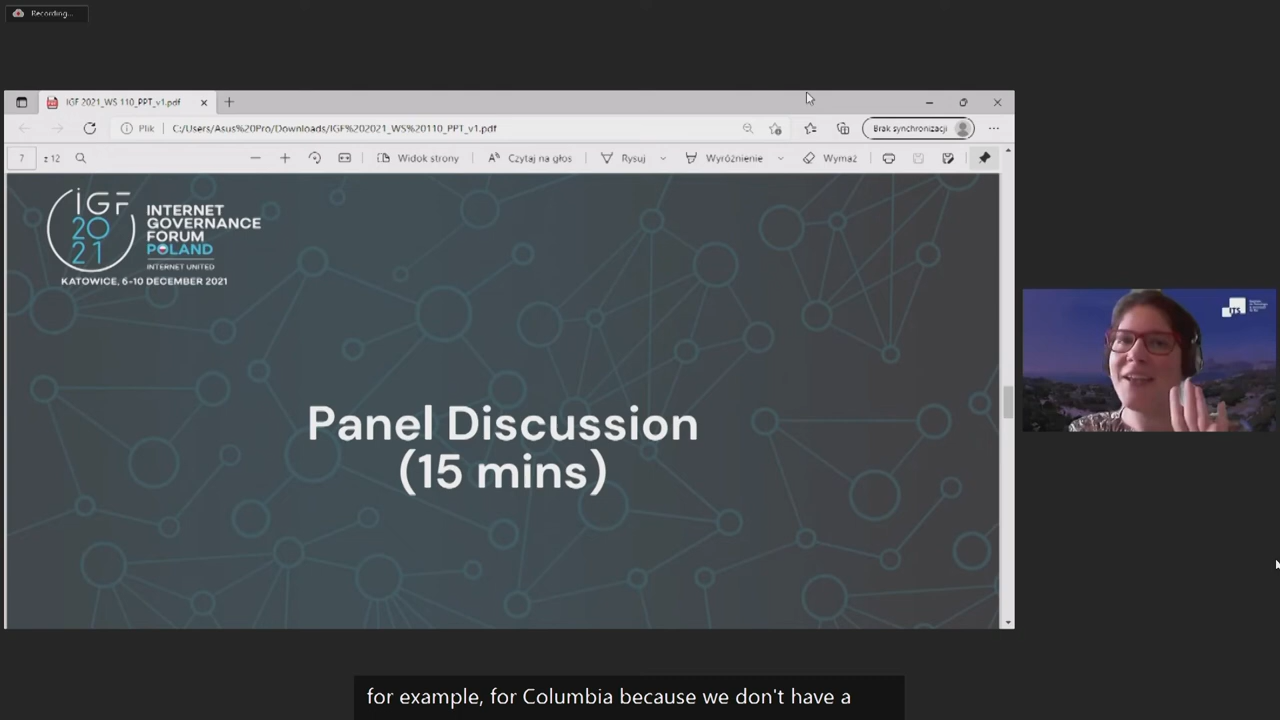 Recording...
IGF 2021_WS 110_PPT_v1.pdf
Plik C:/Users/Asus%20Pro/Downloads/IGF%202021_WS%20110_PPT_v1.pdf Brak synchronizacji
7 z 12 Widok strony Czytaj na głos Rysuj Wyróżnienie Wymaż
iGF
20
21
INTERNET
GOVERNANCE
FORUM
POLAND
INTERNET UNITED
KATOWICE, 6-10 DECEMBER 2021
Panel Discussion
(15 mins)
ITS
for example, for Columbia because we don't have a